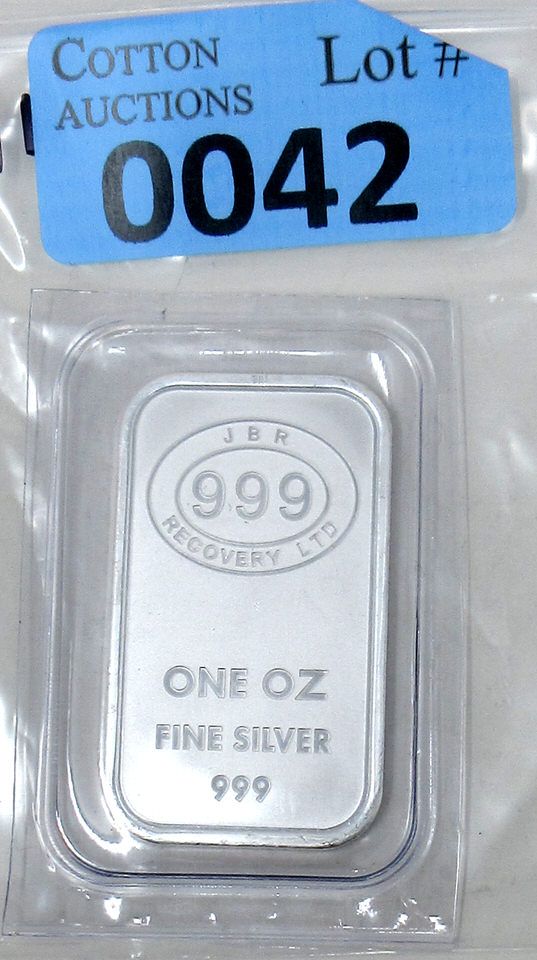 COTTON
AUCTIONS
Lot #
0042
JBR
999
RECOVERY LTD
ONE OZ
FINE SILVER
999